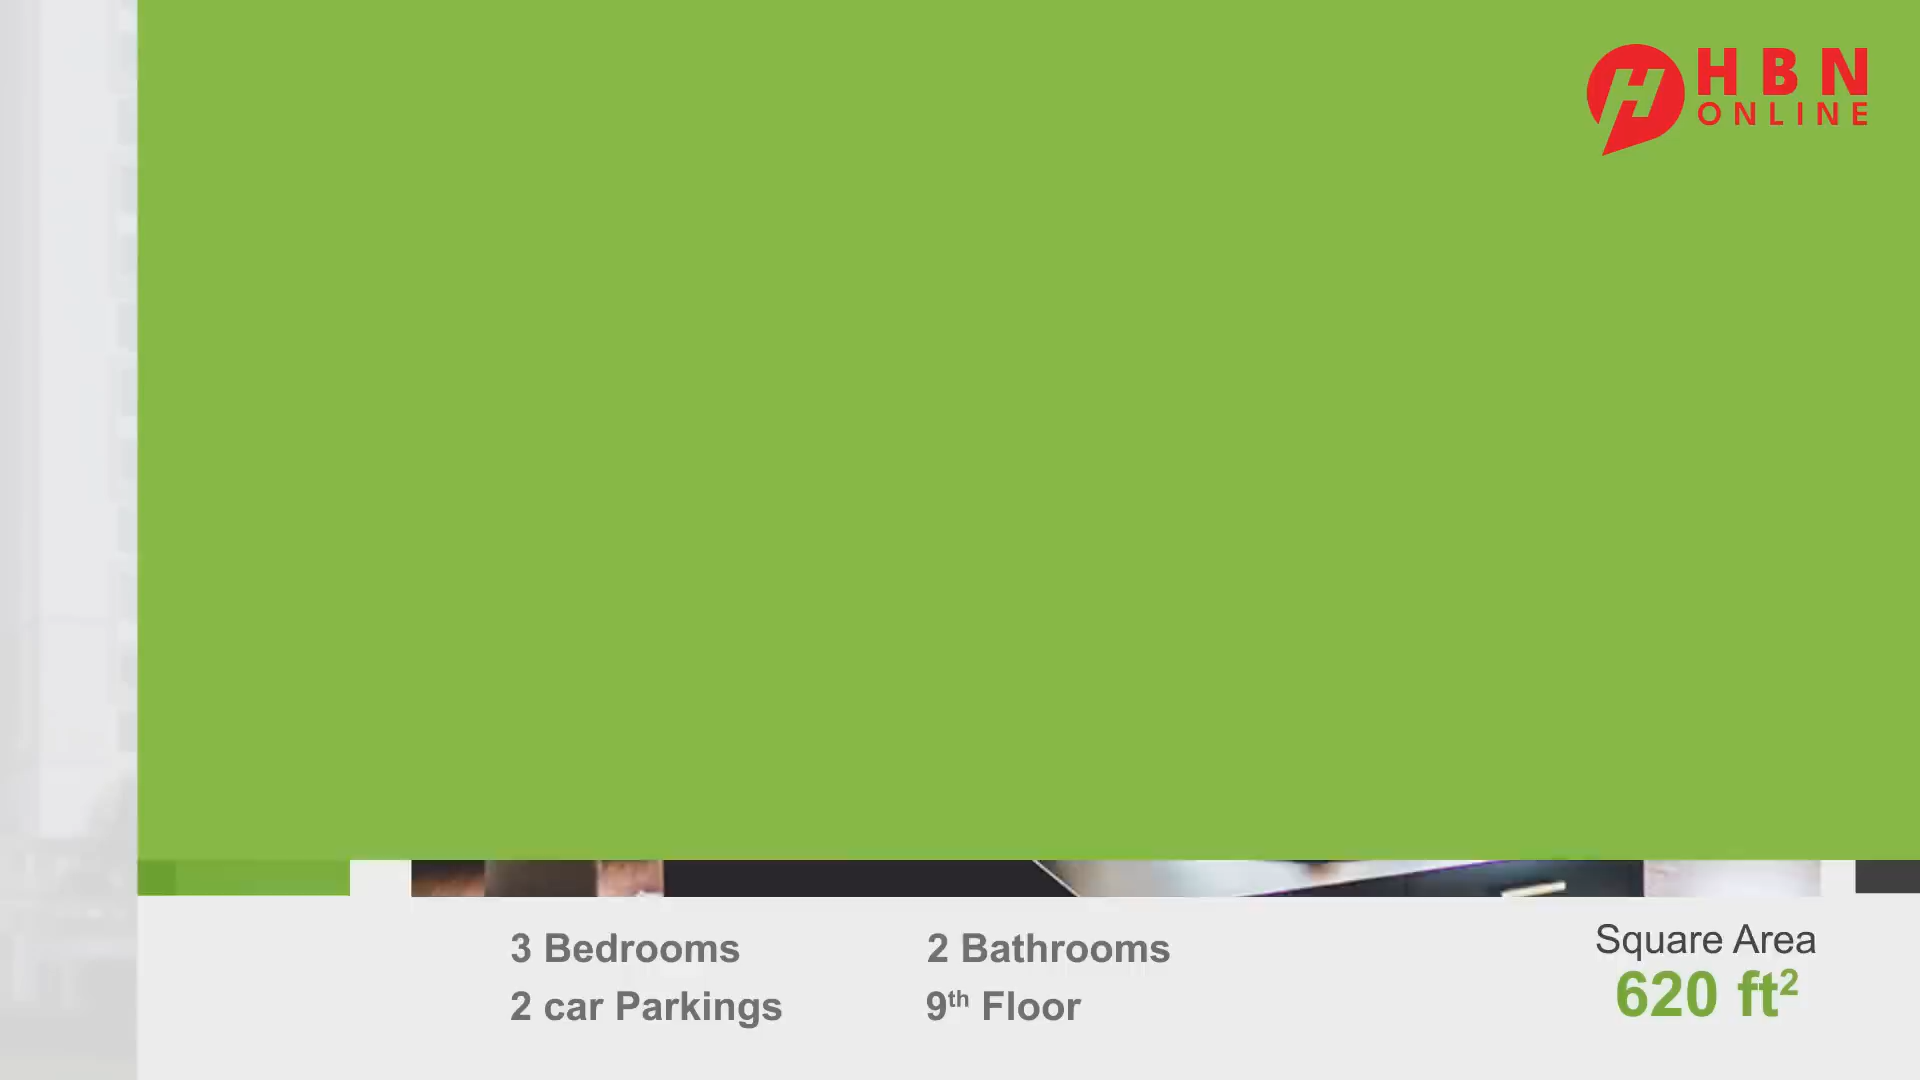 HBN
ONLINE
3 Bedrooms
2 Bathrooms
Square Area
620 ft²
2 car Parkings
9th Floor